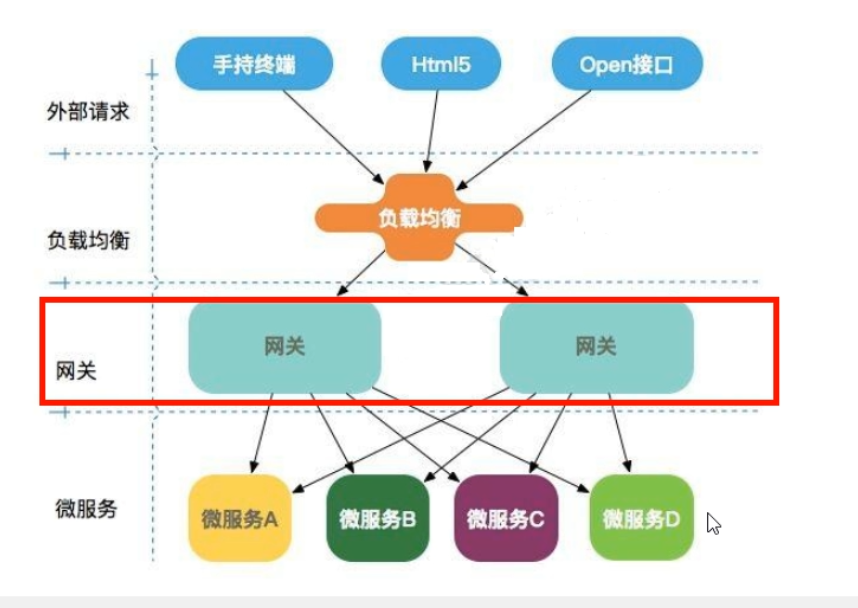 手持终端
Html5
Open接口
外部请求
负载均衡
负载均衡
网关
网关
网关
微服务
微服务A
微服务B
微服务C
微服务D